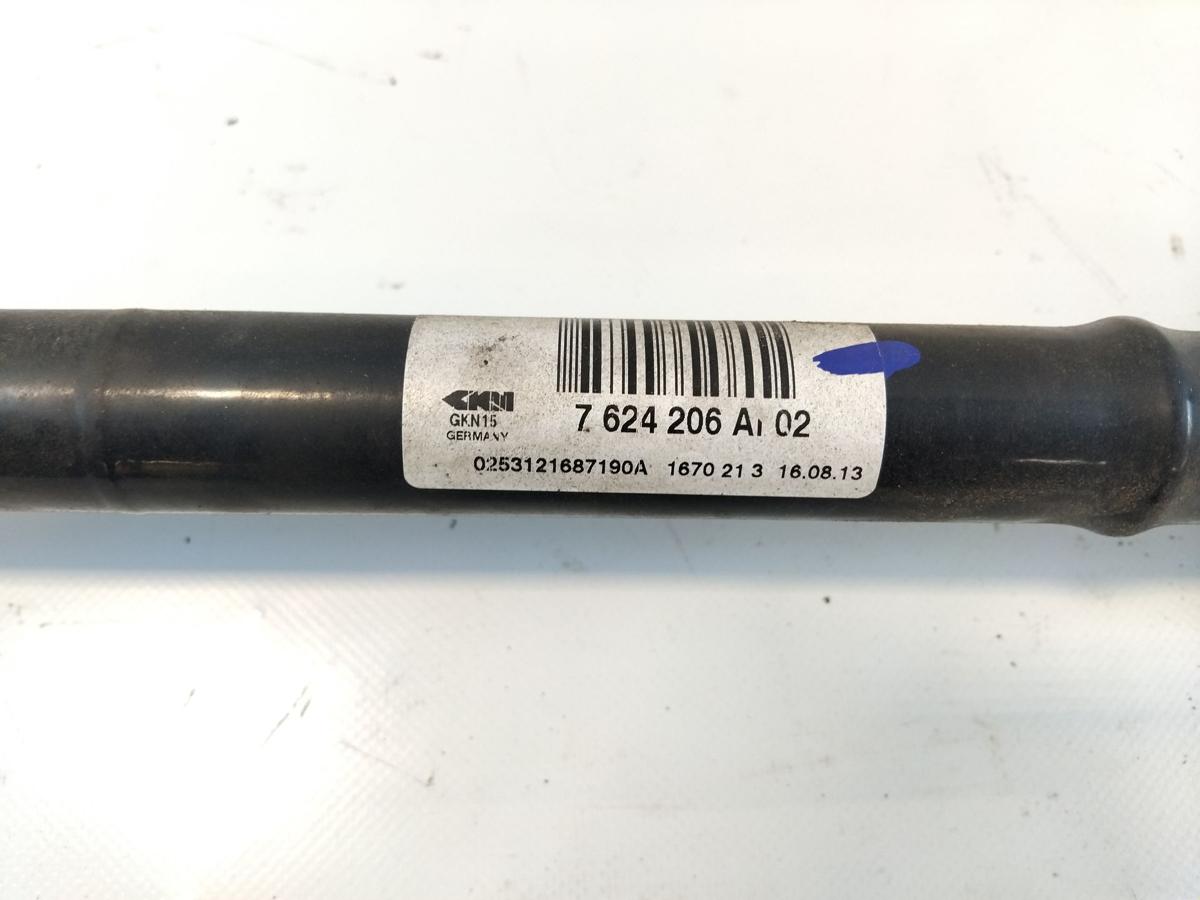 GKN
GKN15
GERMANY
7 624 206 AI 02
0253121687190A 1670 21 3 16.08.13